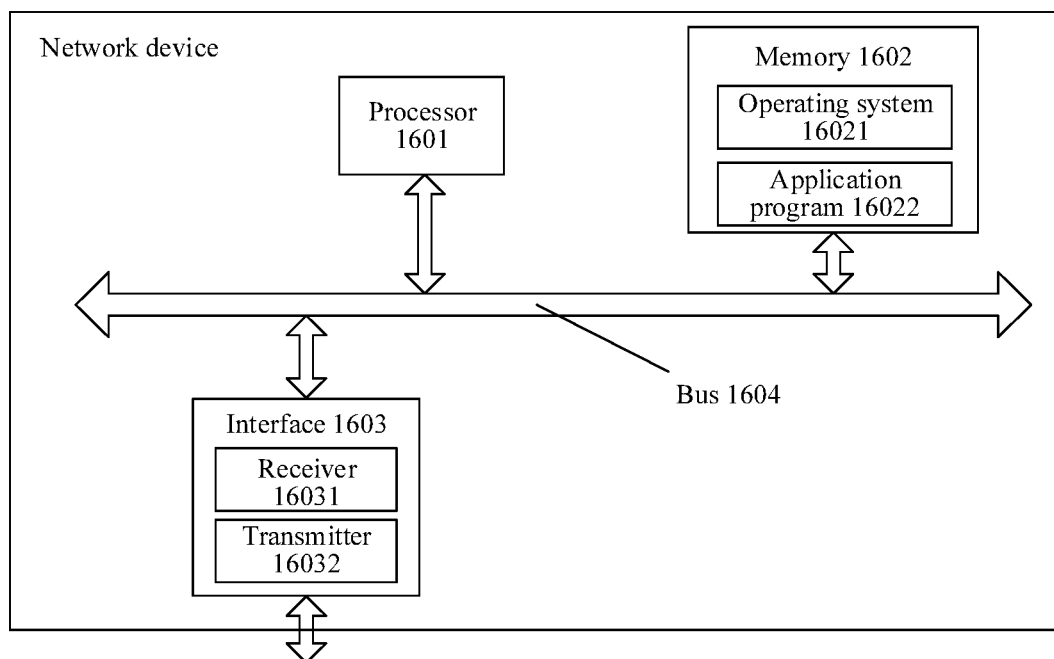 Network device
Processor
1601
Memory 1602
Operating system
16021
Application
program 16022
Bus 1604
Interface 1603
Receiver
16031
Transmitter
16032